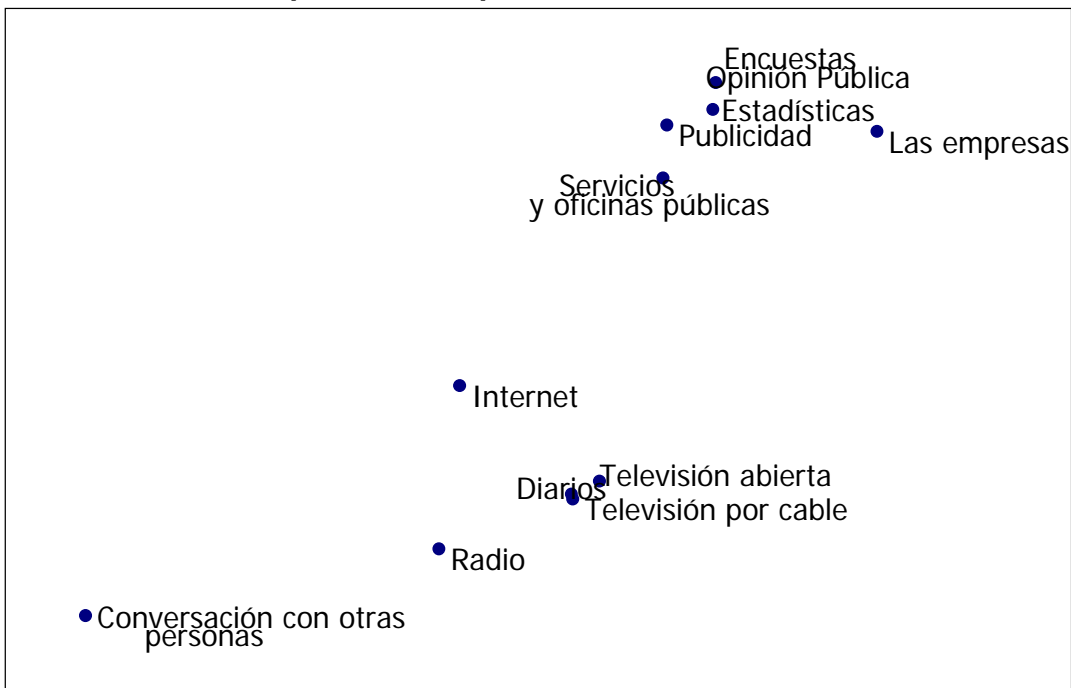 Encuestas
Opinión Pública
Estadísticas
Publicidad
Las empresas
Servicios
y oficinas públicas
Internet
Televisión abierta
Diarios
Televisión por cable
Radio
Conversación con otras
personas